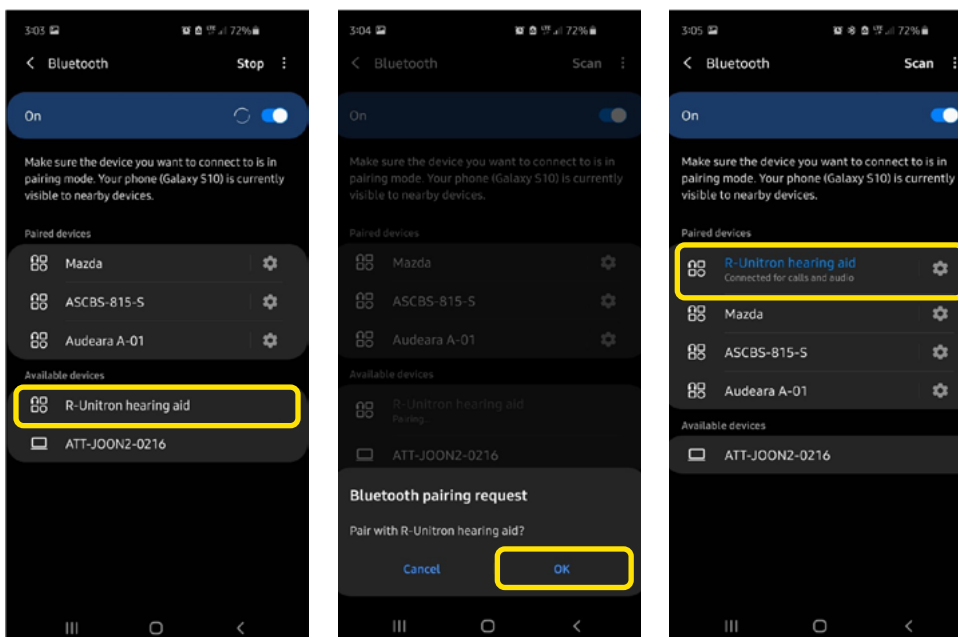 3:03
LTE
72%
Bluetooth
Stop
On
Make sure the device you want to connect to is in
pairing mode. Your phone (Galaxy S10) is currently
visible to nearby devices.
Paired devices
Mazda
ASCBS-815-S
Audeara A-01
Available devices
R-Unitron hearing aid
ATT-JOON2-0216
3:04
LTE
72%
Bluetooth
Scan
On
Make sure the device you want to connect to is in
pairing mode. Your phone (Galaxy S10) is currently
visible to nearby devices.
Paired devices
Mazda
ASCBS-815-S
Audeara A-01
Available devices
R-Unitron hearing aid
Pairing...
ATT-JOON2-0216
Bluetooth pairing request
Pair with R-Unitron hearing aid?
Cancel
OK
3:05
LTE
72%
Bluetooth
Scan
On
Make sure the device you want to connect to is in
pairing mode. Your phone (Galaxy S10) is currently
visible to nearby devices.
Paired devices
R-Unitron hearing aid
Connected for calls and audio
Mazda
ASCBS-815-S
Audeara A-01
Available devices
ATT-JOON2-0216